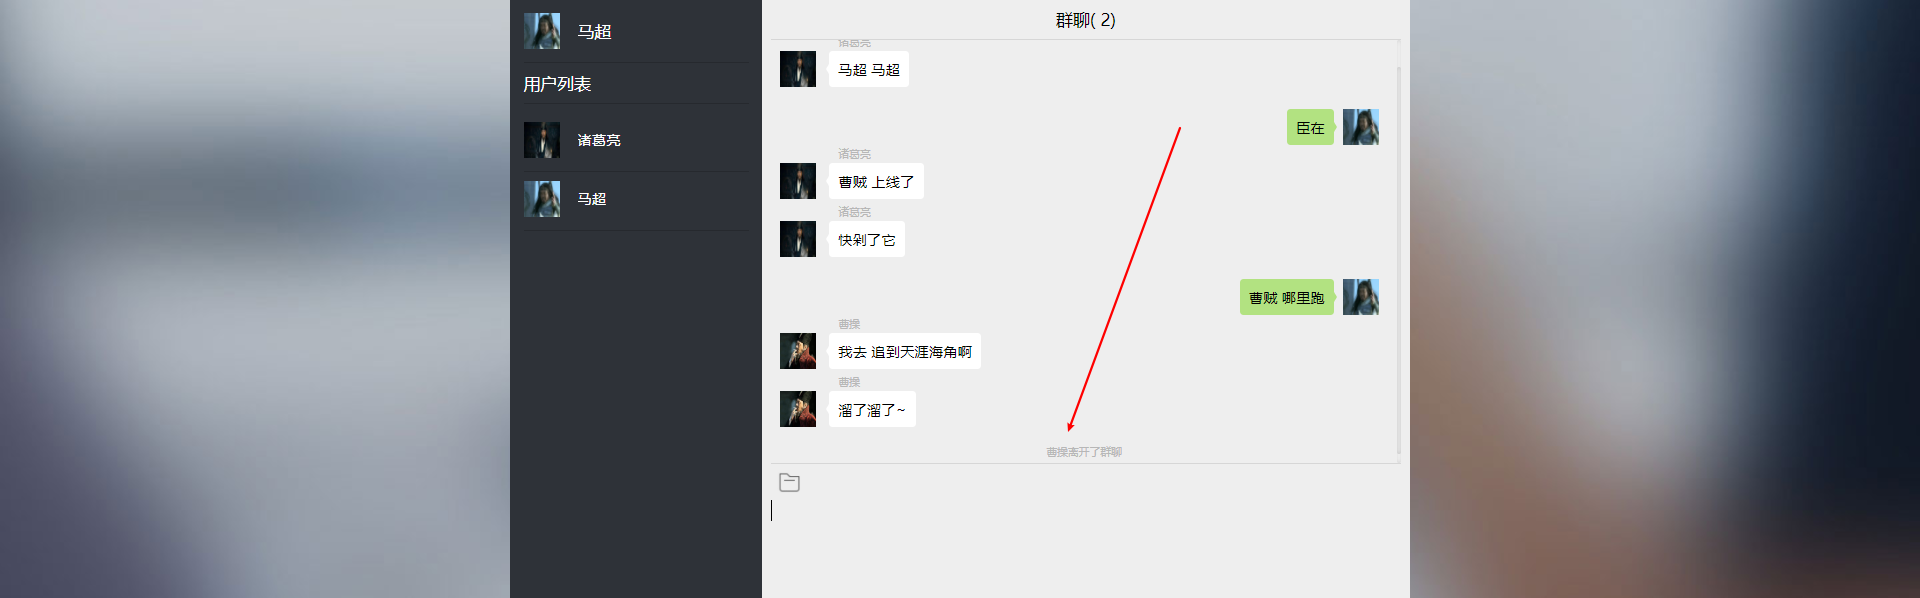 马超
用户列表
诸葛亮
马超
群聊( 2)
诸葛亮
马超 马超
臣在
诸葛亮
曹贼 上线了
诸葛亮
快剁了它
曹贼 哪里跑
曹操
我去 追到天涯海角啊
曹操
溜了溜了~
曹操离开了群聊